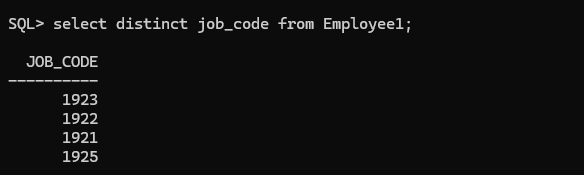 SQL> select distinct job_code from Employee1;
JOB_CODE
----------
1923
1922
1921
1925